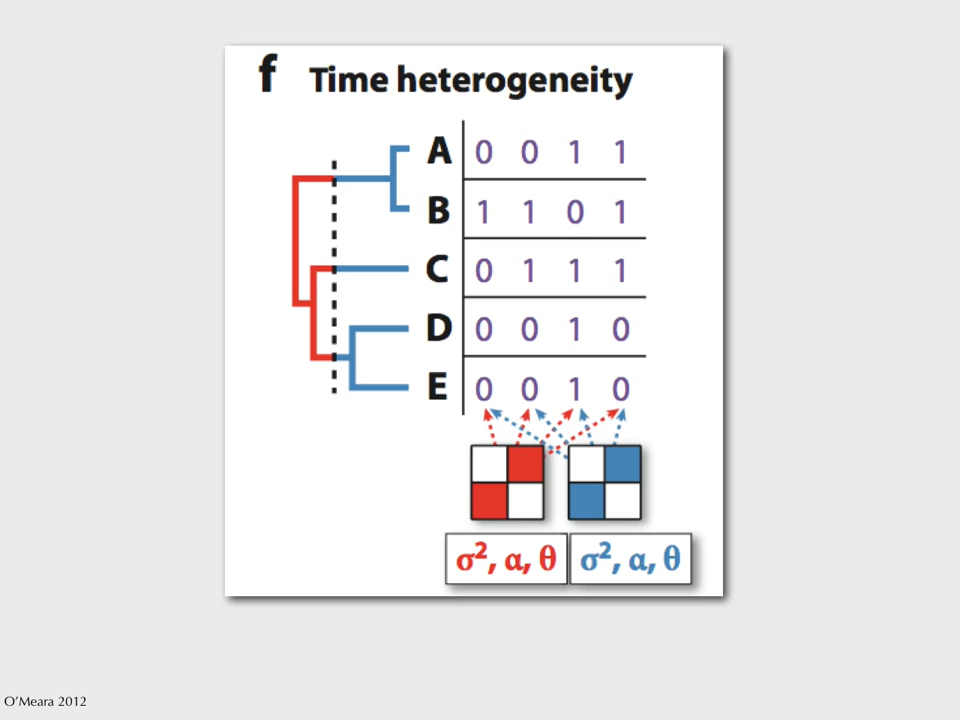 f Time heterogeneity
A 0 0 1 1
B 1 1 0 1
C 0 1 1 1
D 0 0 1 0
E 0 0 1 0
σ², α, θ σ², α, θ
O’Meara 2012